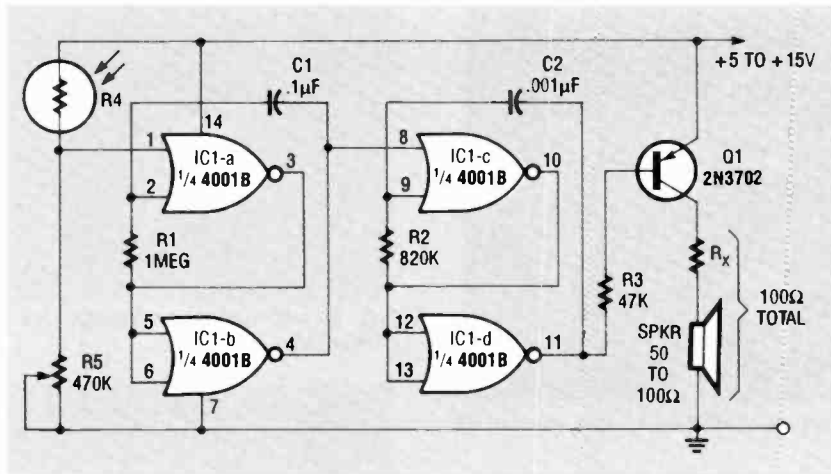 C1
.1µF
C2
.001µF
+5 TO +15V
R4
14
1
2
IC1-a
¼ 4001B
3
8
9
IC1-c
¼ 4001B
10
Q1
2N3702
R1
1MEG
R2
820K
R3
47K
RX
100Ω
TOTAL
5
6
IC1-b
¼ 4001B
4
12
13
IC1-d
¼ 4001B
11
SPKR
50
TO
100Ω
R5
470K
7